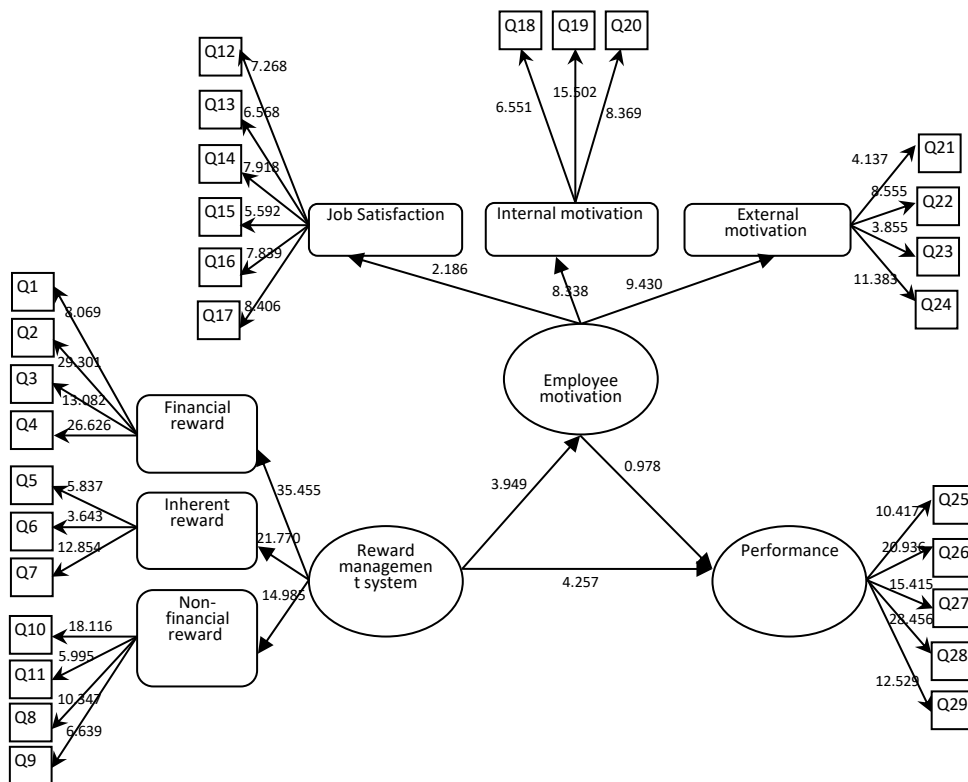 Q18
Q19
Q20
Q12
7.268
6.551
15.502
8.369
Q13
6.568
Q14
7.918
Q15
5.592
Q16
7.839
Q17
8.406
Job Satisfaction
Internal motivation
External
motivation
4.137
Q21
8.555
Q22
3.855
Q23
11.383
Q24
2.186
8.338
9.430
Employee
motivation
Q1
8.069
Q2
29.301
Q3
13.082
Q4
26.626
Financial
reward
Q5
5.837
Q6
3.643
Q7
12.854
Inherent
reward
Q10
18.116
Q11
5.995
Q8
10.347
Q9
6.639
Non-
financial
reward
35.455
21.770
14.985
Reward
managemen
t system
3.949
0.978
4.257
Performance
10.417
Q25
20.936
Q26
15.415
Q27
28.456
Q28
12.529
Q29